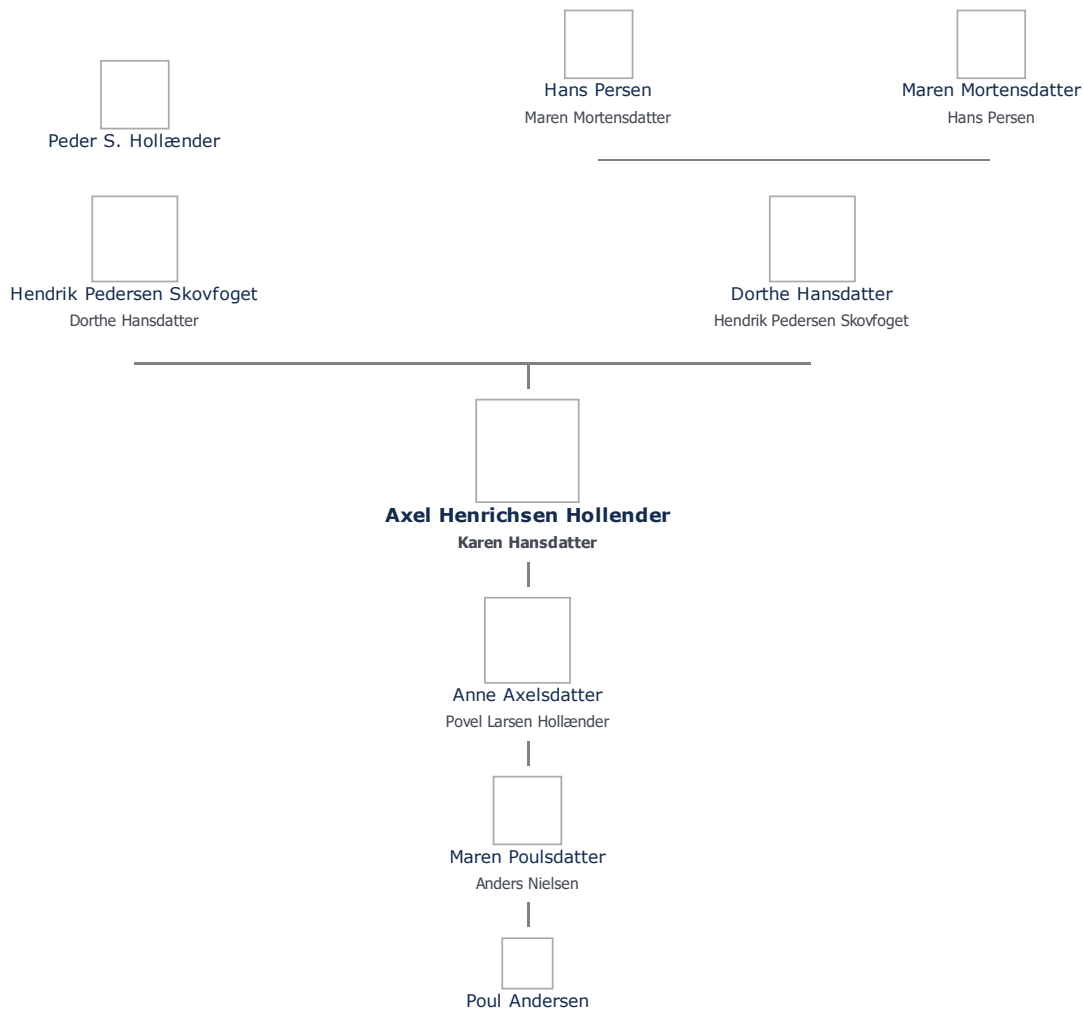 Hans Persen
Maren Mortensdatter
Maren Mortensdatter
Hans Persen
Peder S. Hollænder
Hendrik Pedersen Skovfoget
Dorthe Hansdatter
Dorthe Hansdatter
Hendrik Pedersen Skovfoget
Axel Henrichsen Hollender
Karen Hansdatter
Anne Axelsdatter
Povel Larsen Hollænder
Maren Poulsdatter
Anders Nielsen
Poul Andersen